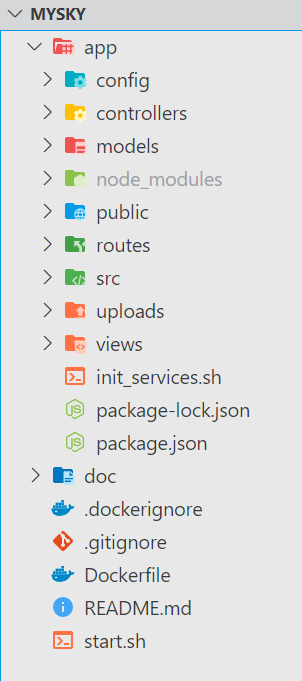 MYSKY
app
config
controllers
models
node_modules
public
routes
src
uploads
views
init_services.sh
package-lock.json
package.json
doc
.dockerignore
.gitignore
Dockerfile
README.md
start.sh